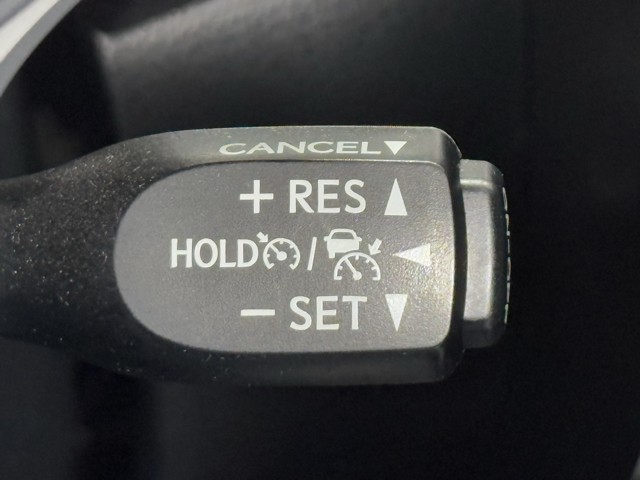 CANCEL▼
+ RES ▲
HOLD / ◀
− SET ▼